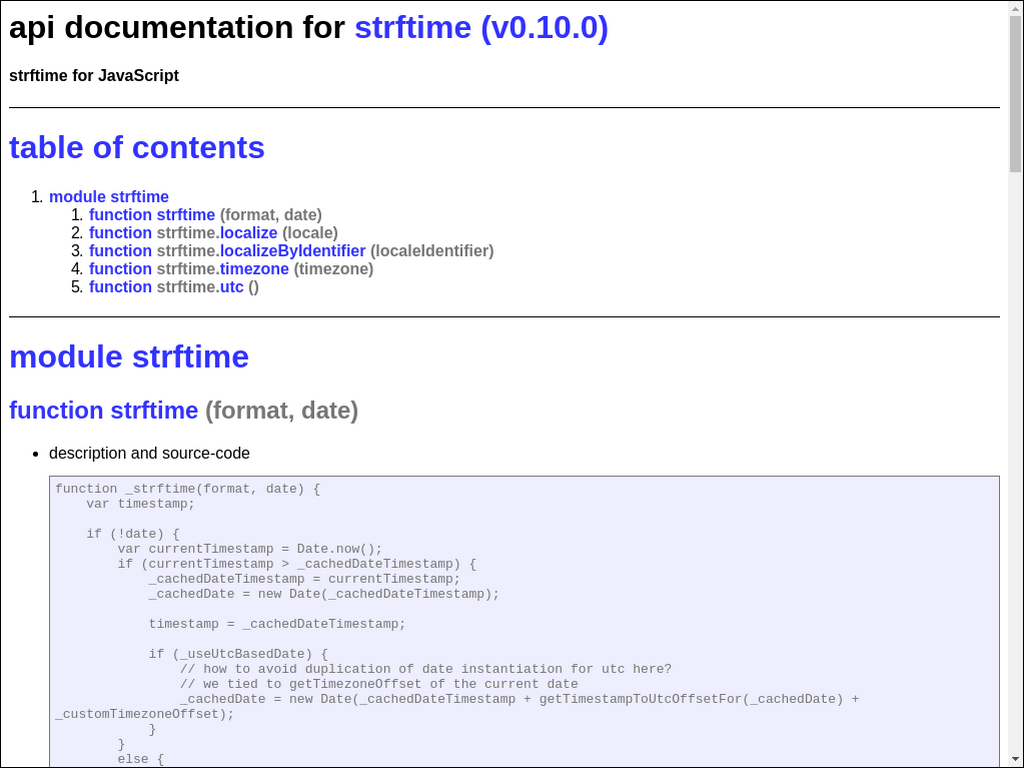 api documentation for strftime (v0.10.0)
strftime for JavaScript
table of contents
1. module strftime
1. function strftime (format, date)
2. function strftime.localize (locale)
3. function strftime.localizeByIdentifier (localeIdentifier)
4. function strftime.timezone (timezone)
5. function strftime.utc ()
module strftime
function strftime (format, date)
• description and source-code
function _strftime(format, date) {
    var timestamp;
    if (!date) {
        var currentTimestamp = Date.now();
        if (currentTimestamp > _cachedDateTimestamp) {
            _cachedDateTimestamp = currentTimestamp;
            _cachedDate = new Date(_cachedDateTimestamp);
            timestamp = _cachedDateTimestamp;
            if (_useUtcBasedDate) {
                // how to avoid duplication of date instantiation for utc here?
                // we tied to getTimezoneOffset of the current date
                _cachedDate = new Date(_cachedDateTimestamp + getTimestampToUtcOffsetFor(_cachedDate) +
_customTimezoneOffset);
            }
        }
        else {